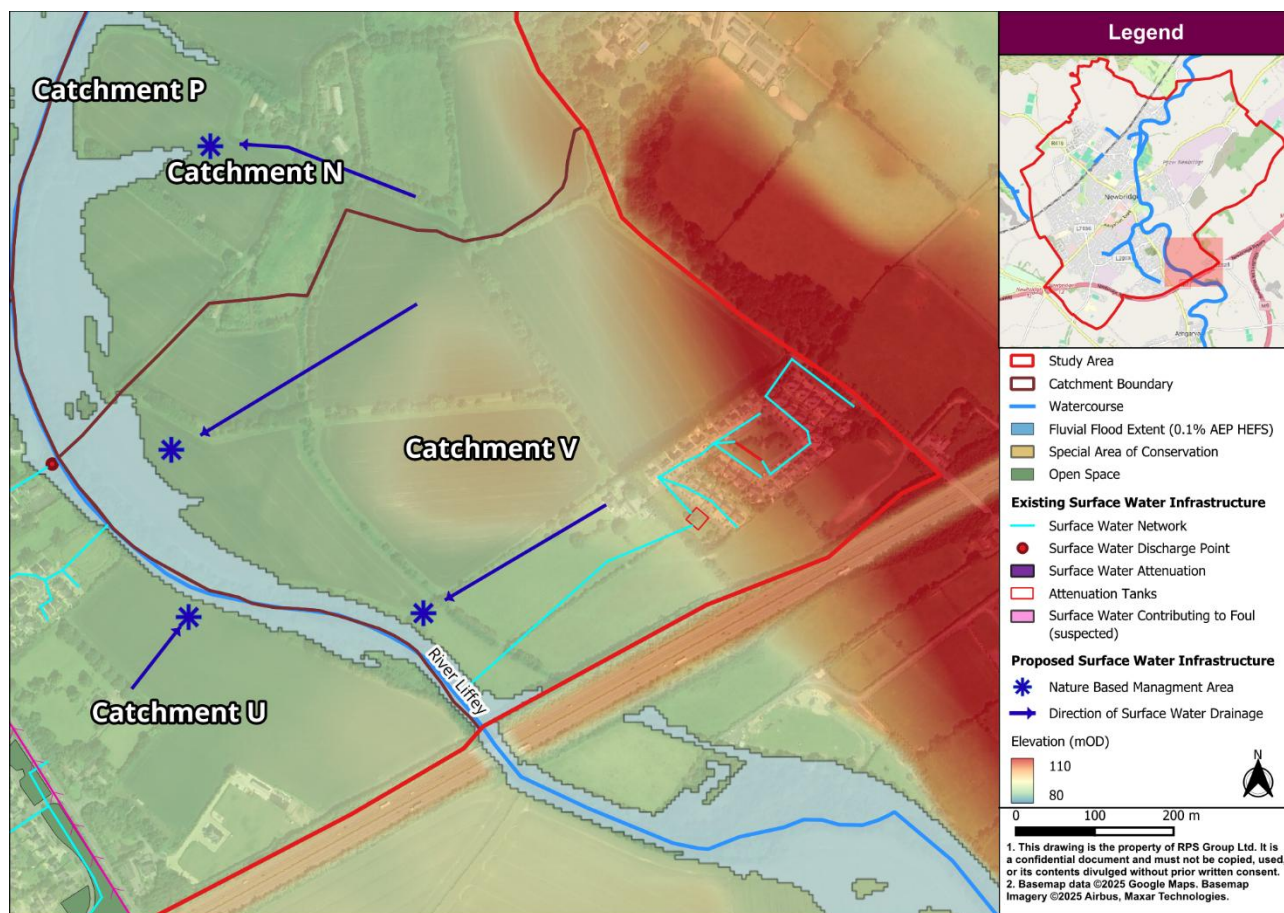 Catchment P
Catchment N
Catchment V
Catchment U
River Liffey
Legend
Newbridge
Study Area
Catchment Boundary
Watercourse
Fluvial Flood Extent (0.1% AEP HEFS)
Special Area of Conservation
Open Space
Existing Surface Water Infrastructure
Surface Water Network
Surface Water Discharge Point
Surface Water Attenuation
Attenuation Tanks
Surface Water Contributing to Foul
(suspected)
Proposed Surface Water Infrastructure
Nature Based Managment Area
Direction of Surface Water Drainage
Elevation (mOD)
110
80
N
0 100 200 m
1. This drawing is the property of RPS Group Ltd. It is
a confidential document and must not be copied, used,
or its contents divulged without prior written consent.
2. Basemap data ©2025 Google Maps. Basemap
Imagery ©2025 Airbus, Maxar Technologies.